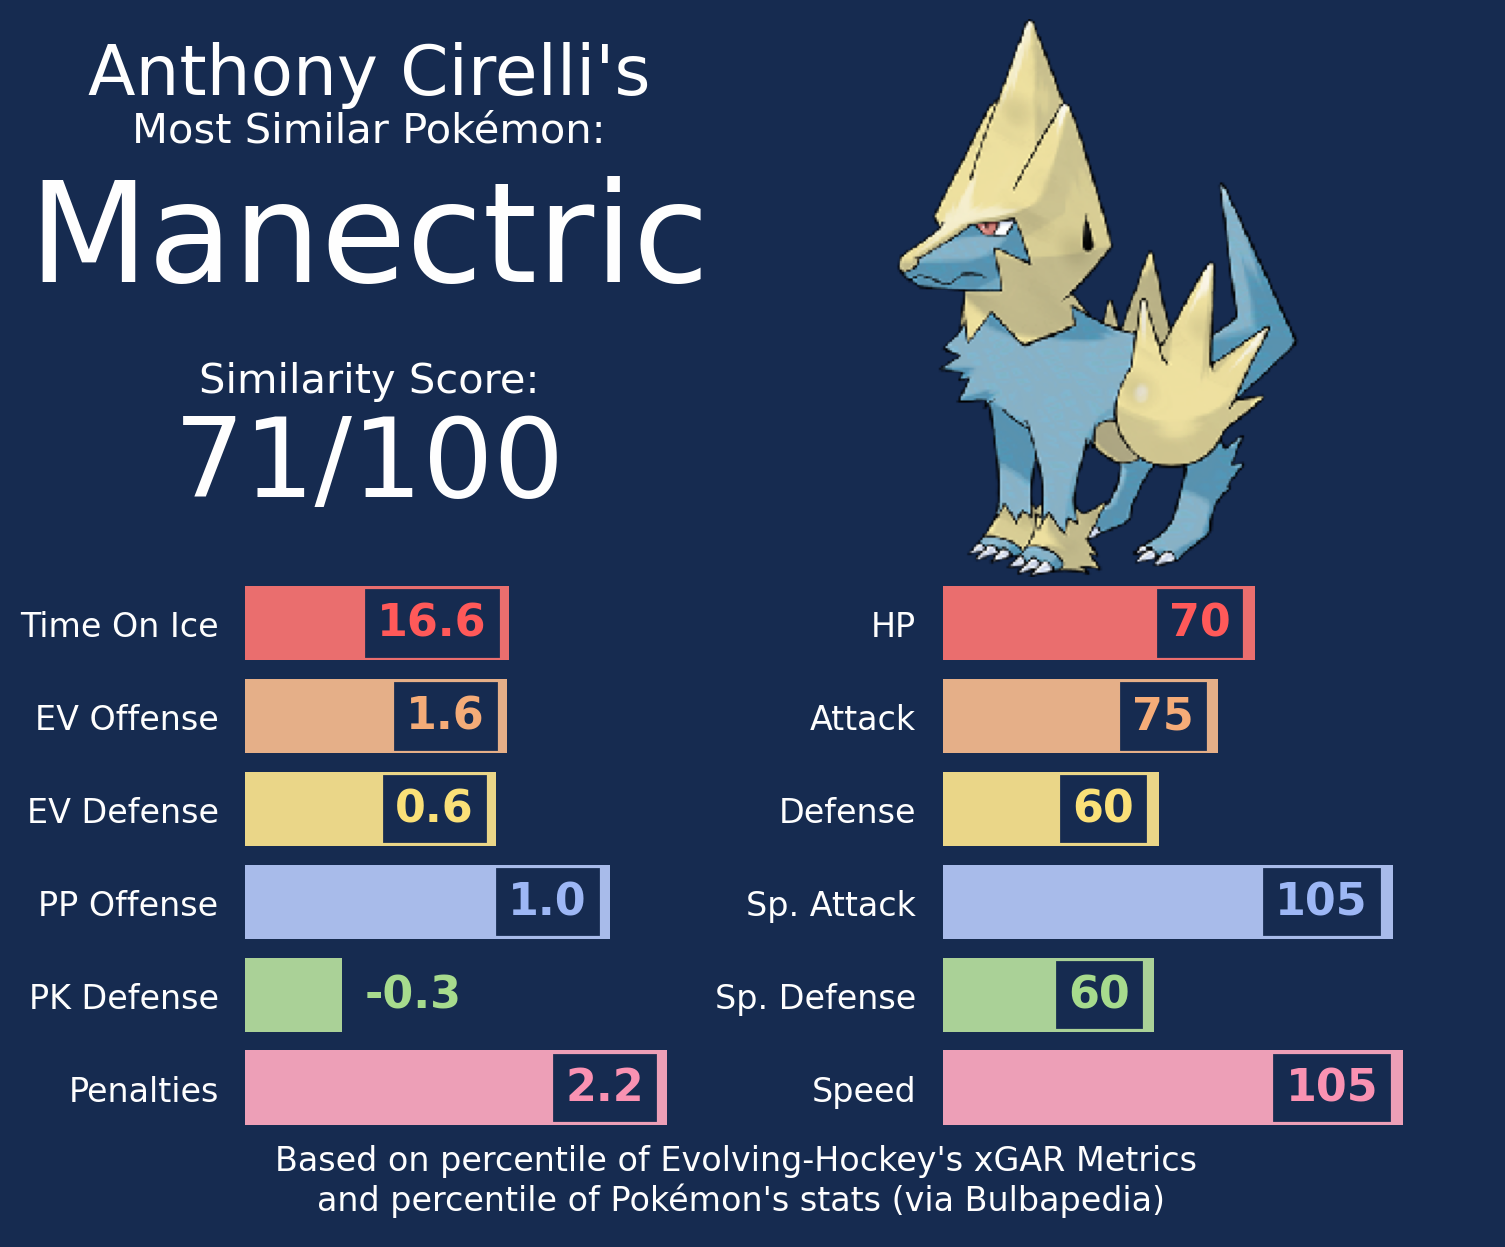 Anthony Cirelli's
Most Similar Pokémon:
Manectric
Similarity Score:
71/100
Time On Ice 16.6
EV Offense 1.6
EV Defense 0.6
PP Offense 1.0
PK Defense -0.3
Penalties 2.2
HP 70
Attack 75
Defense 60
Sp. Attack 105
Sp. Defense 60
Speed 105
Based on percentile of Evolving-Hockey's xGAR Metrics
and percentile of Pokémon's stats (via Bulbapedia)